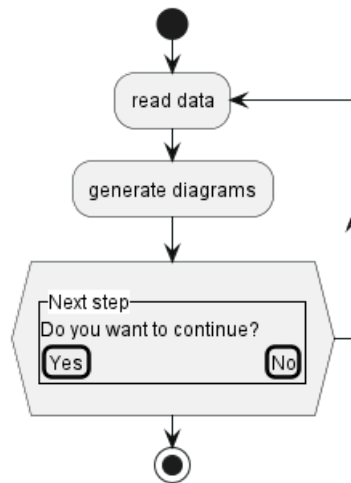 read data
generate diagrams
Next step
Do you want to continue?
Yes No